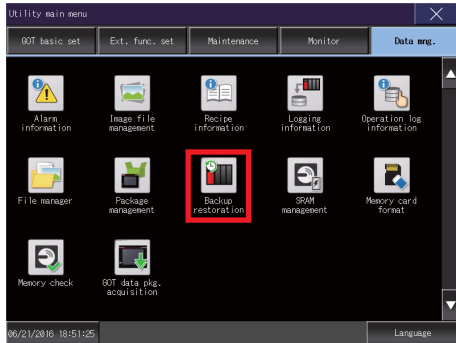 Utility main menu
GOT basic set Ext. func. set Maintenance Monitor Data mng.
Alarm information
Image file management
Recipe information
Logging information
Operation log information
File manager
Package management
Backup restoration
SRAM management
Memory card format
Memory check
GOT data pkg. acquisition
06/21/2016 18:51:25 Language